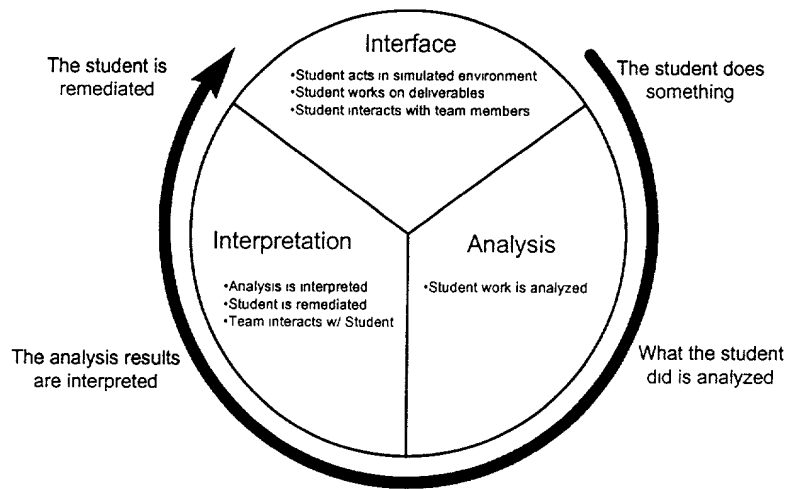 Interface
•Student acts in simulated environment
•Student works on deliverables
•Student interacts with team members
The student is
remediated
The student does
something
Interpretation
•Analysis is interpreted
•Student is remediated
•Team interacts w/ Student
Analysis
•Student work is analyzed
The analysis results
are interpreted
What the student
did is analyzed